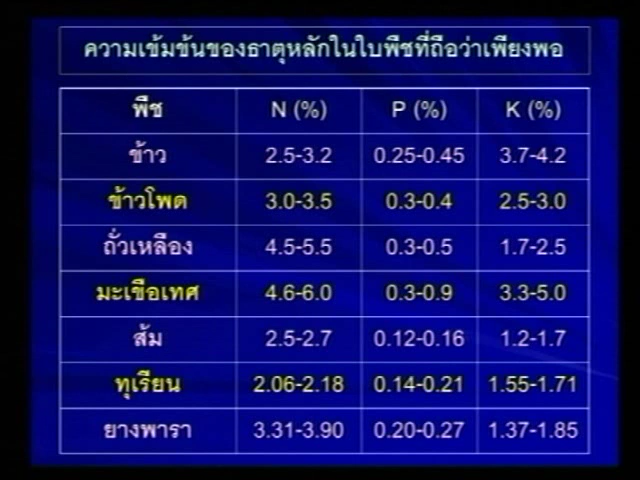 ความเข้มข้นของธาตุหลักในใบพืชที่ถือว่าเพียงพอ
พืช N (%) P (%) K (%)
ข้าว 2.5-3.2 0.25-0.45 3.7-4.2
ข้าวโพด 3.0-3.5 0.3-0.4 2.5-3.0
ถั่วเหลือง 4.5-5.5 0.3-0.5 1.7-2.5
มะเขือเทศ 4.6-6.0 0.3-0.9 3.3-5.0
ส้ม 2.5-2.7 0.12-0.16 1.2-1.7
ทุเรียน 2.06-2.18 0.14-0.21 1.55-1.71
ยางพารา 3.31-3.90 0.20-0.27 1.37-1.85